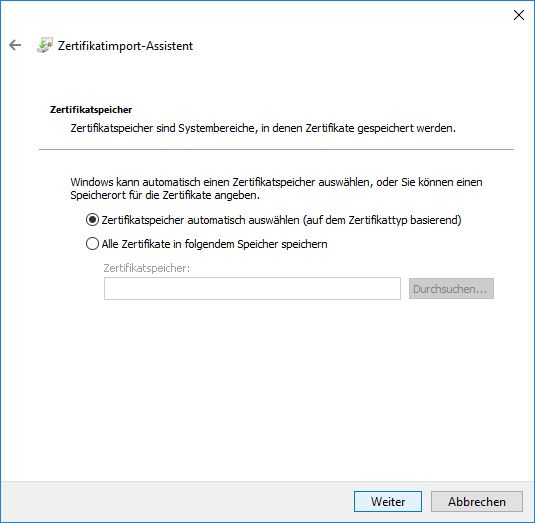 Zertifikatimport-Assistent
Zertifikatspeicher
Zertifikatspeicher sind Systembereiche, in denen Zertifikate gespeichert werden.
Windows kann automatisch einen Zertifikatspeicher auswählen, oder Sie können einen
Speicherort für die Zertifikate angeben.
Zertifikatspeicher automatisch auswählen (auf dem Zertifikattyp basierend)
Alle Zertifikate in folgendem Speicher speichern
Zertifikatspeicher:
Durchsuchen...
Weiter
Abbrechen